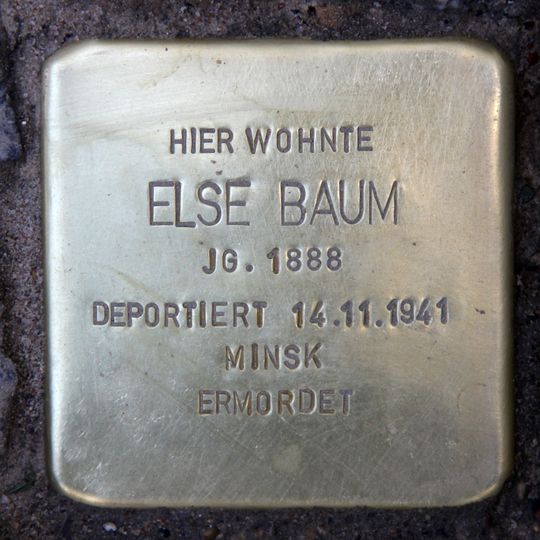 HIER WOHNTE
ELSE BAUM
JG. 1888
DEPORTIERT 14.11.1941
MINSK
ERMORDET